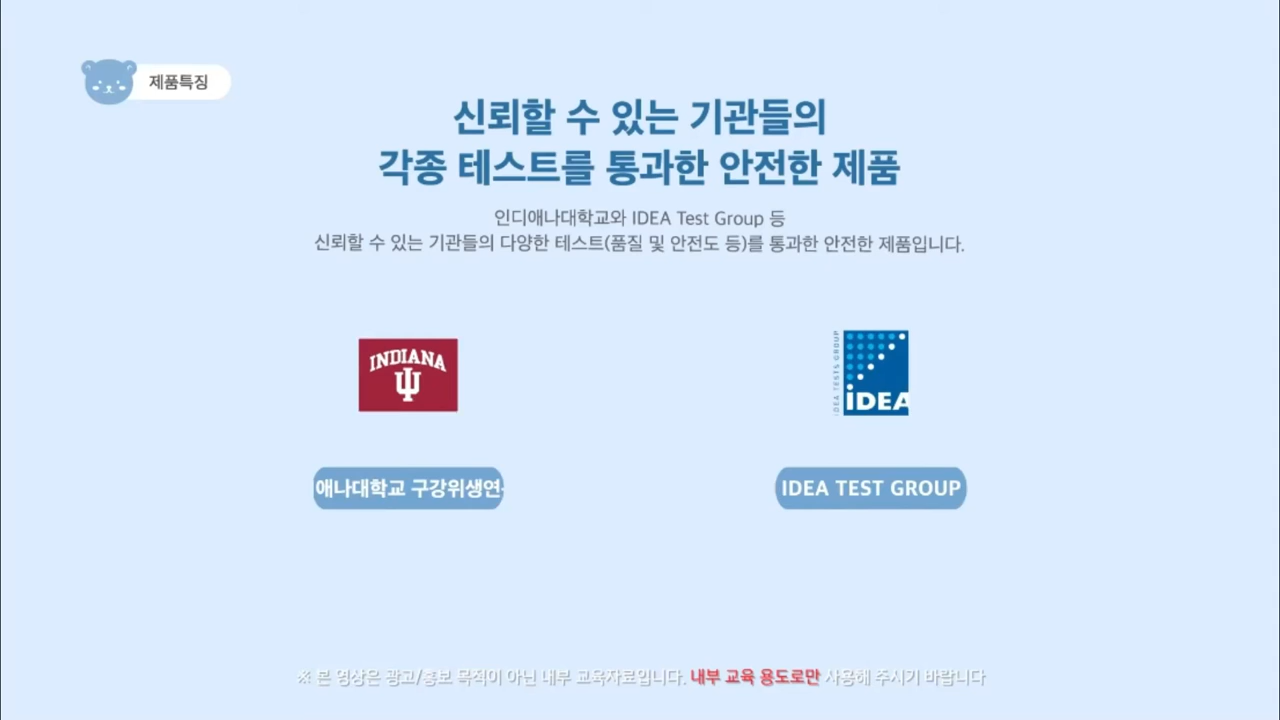 제품특징
신뢰할 수 있는 기관들의
각종 테스트를 통과한 안전한 제품
인디애나대학교와 IDEA Test Group 등
신뢰할 수 있는 기관들의 다양한 테스트(품질 및 안전도 등)를 통과한 안전한 제품입니다.
INDIANA
IDEA TESTS GROUP
iDEA
애나대학교 구강위생연
IDEA TEST GROUP
※ 본 영상은 광고/홍보 목적이 아닌 내부 교육자료입니다. 내부 교육 용도로만 사용해 주시기 바랍니다